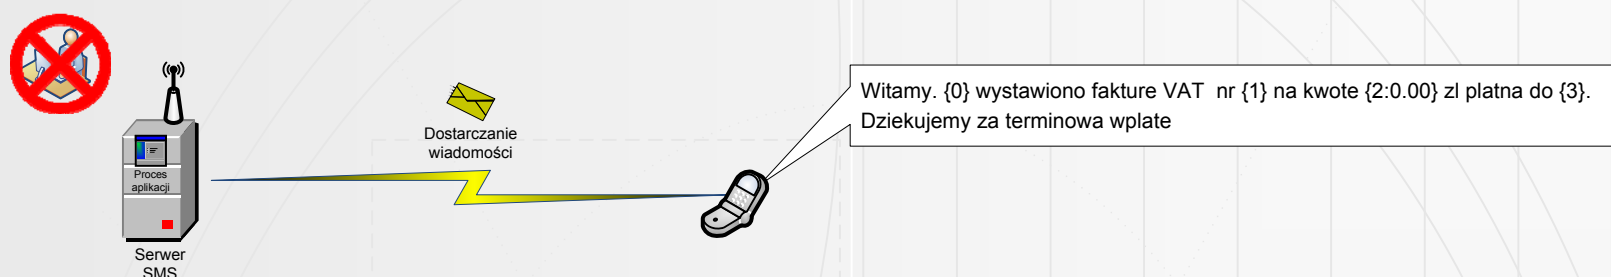 Witamy. {0} wystawiono fakture VAT  nr {1} na kwote {2:0.00} zl platna do {3}.
Dziekujemy za terminowa wplate
Dostarczanie
wiadomości
Proces
aplikacji
Serwer
SMS